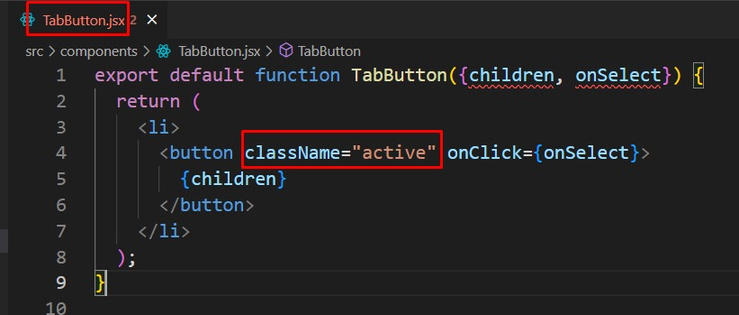 TabButton.jsx 2 ×
src > components > TabButton.jsx > TabButton
1 export default function TabButton({children, onSelect}) {
2   return (
3     <li>
4       <button className="active" onClick={onSelect}>
5         {children}
6       </button>
7     </li>
8   );
9 }
10